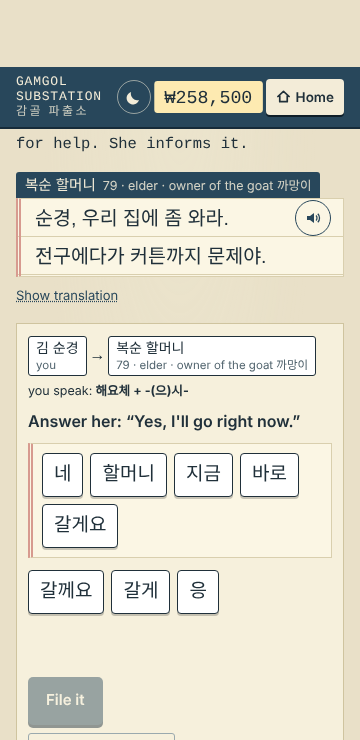 GAMGOL
SUBSTATION
감골 파출소
₩258,500
Home
for help. She informs it.
복순 할머니 79 · elder · owner of the goat 까망이
순경, 우리 집에 좀 와라.
전구에다가 커튼까지 문제야.
Show translation
김 순경
you
→
복순 할머니
79 · elder · owner of the goat 까망이
you speak: 해요체 + -(으)시-
Answer her: “Yes, I'll go right now.”
네 할머니 지금 바로
갈게요
갈께요 갈게 응
File it